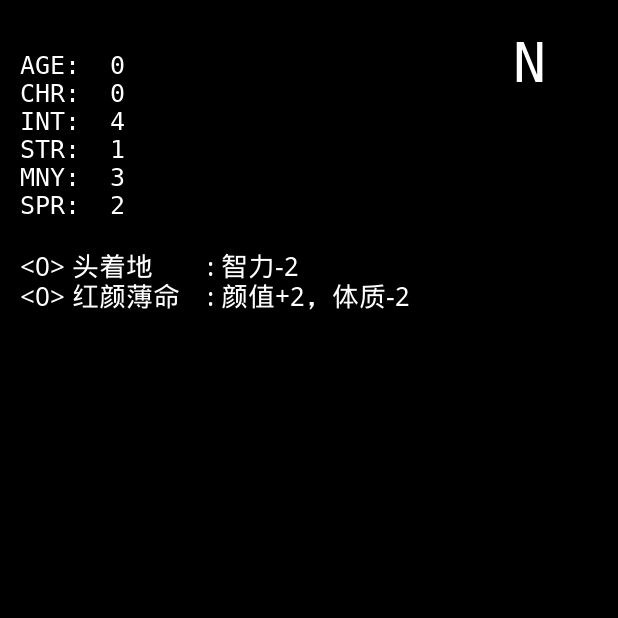 N
AGE: 0
CHR: 0
INT: 4
STR: 1
MNY: 3
SPR: 2
<O> 头着地 : 智力-2
<O> 红颜薄命 : 颜值+2，体质-2